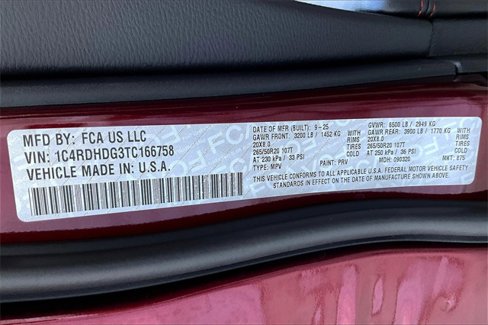 MFD BY: FCA US LLC
VIN: 1C4RDHDG3TC166758
VEHICLE MADE IN: U.S.A.
DATE OF MFR (BUILT): 9-25
GVWR: 6500 LB / 2949 KG
GAWR FRONT: 3200 LB / 1452 KG
WITH
GAWR REAR: 3900 LB / 1770 KG
WITH
20X8.0
RIMS
20X8.0
RIMS
265/50R20 107T
TIRES
265/50R20 107T
TIRES
AT 230 kPa / 33 PSI
COLD
AT 250 kPa / 36 PSI
COLD
TYPE: MPV
PAINT: PRV
MDH: 090320
MKT: 875
THIS VEHICLE CONFORMS TO ALL APPLICABLE U.S.A. FEDERAL MOTOR VEHICLE SAFETY
STANDARDS IN EFFECT ON THE DATE OF MANUFACTURE SHOWN ABOVE.